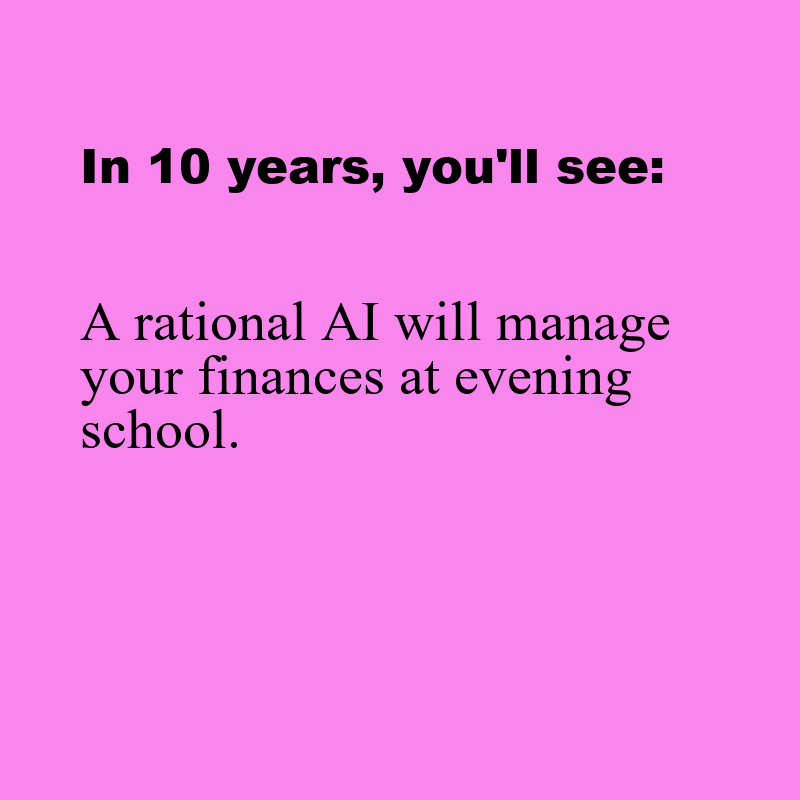 In 10 years, you'll see:
A rational AI will manage
your finances at evening
school.